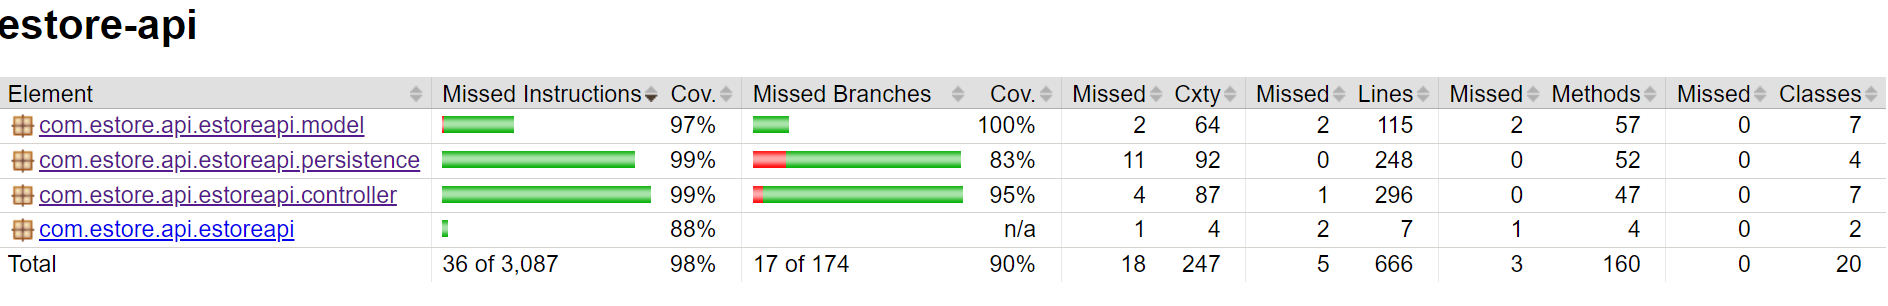 estore-api
Element Missed Instructions Cov. Missed Branches Cov. Missed Cxty Missed Lines Missed Methods Missed Classes
com.estore.api.estoreapi.model 97% 100% 2 64 2 115 2 57 0 7
com.estore.api.estoreapi.persistence 99% 83% 11 92 0 248 0 52 0 4
com.estore.api.estoreapi.controller 99% 95% 4 87 1 296 0 47 0 7
com.estore.api.estoreapi 88% n/a 1 4 2 7 1 4 0 2
Total 36 of 3,087 98% 17 of 174 90% 18 247 5 666 3 160 0 20